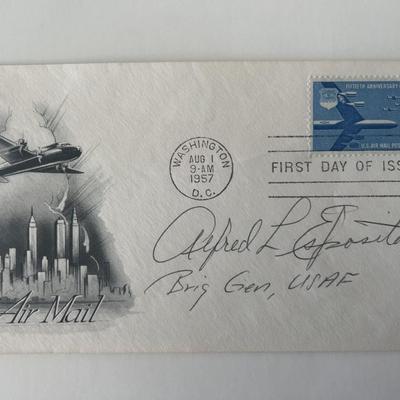 FIFTIETH ANNIVERSARY
U.S. AIR MAIL
WASHINGTON
AUG 1
9-AM
1957
D.C.
FIRST DAY OF ISS
Alfred L Esposito
Brig Gen, USAF
Air Mail